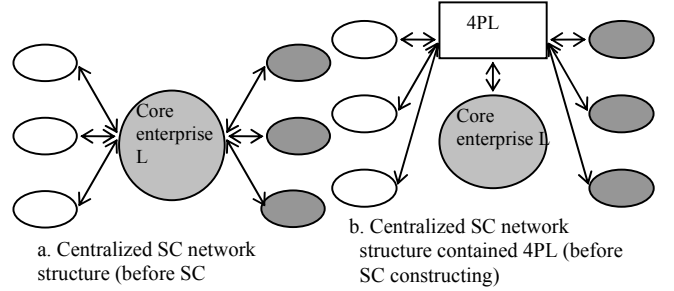 Core
enterprise
L
a. Centralized SC network
structure (before SC
4PL
Core
enterprise L
b. Centralized SC network
structure contained 4PL (before
SC constructing)